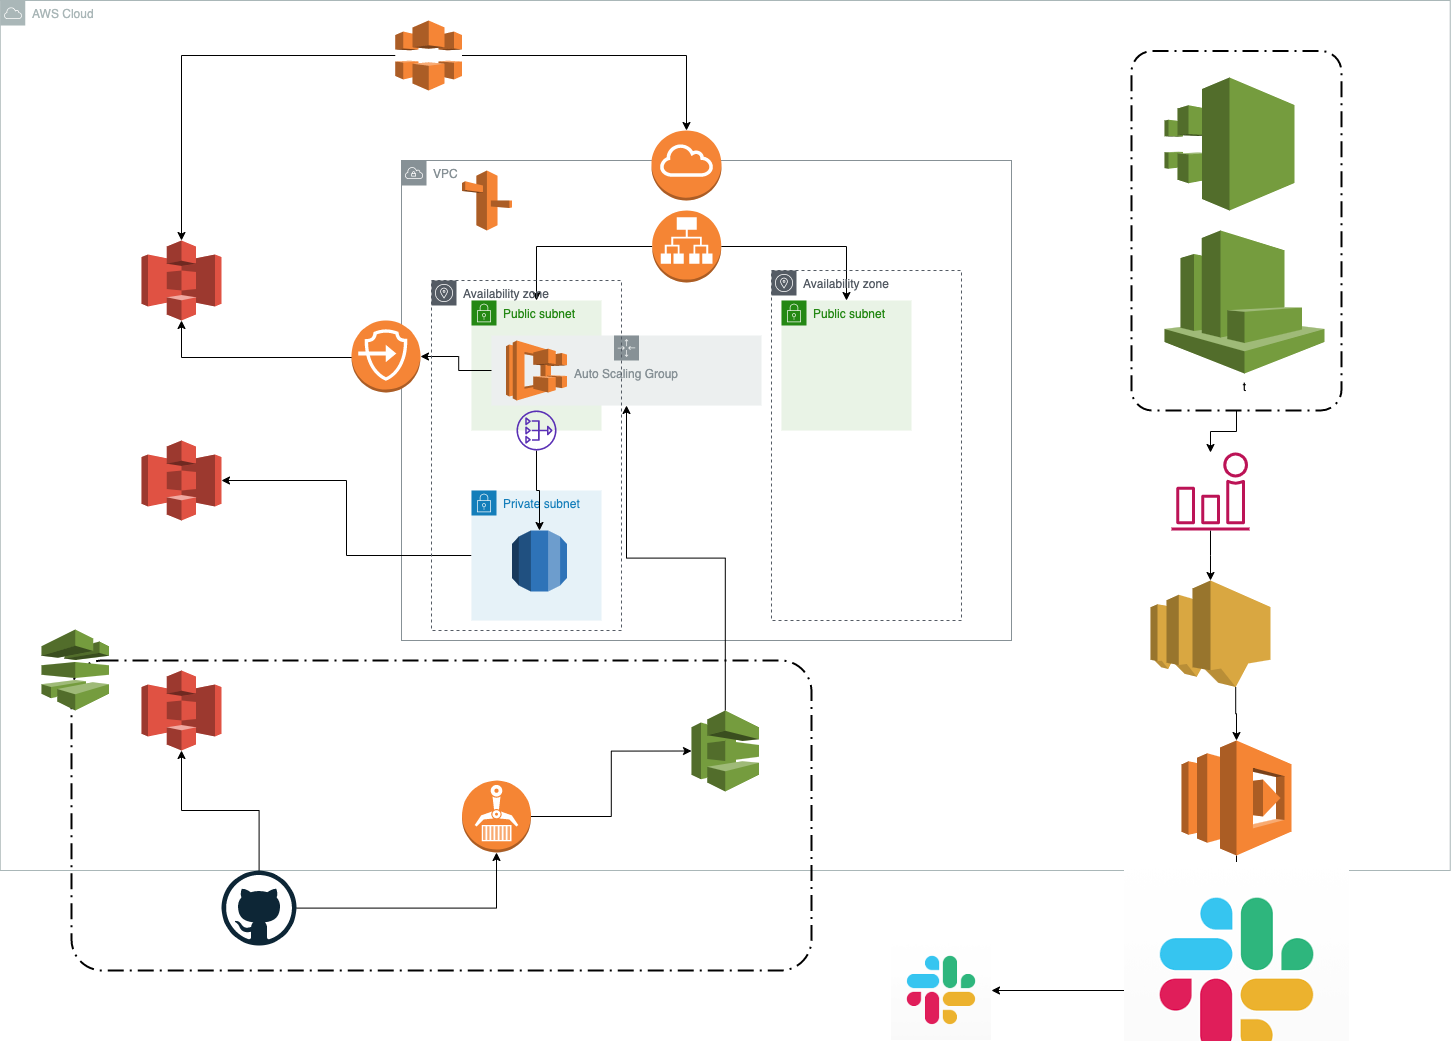 AWS Cloud
VPC
Availability zone
Availability zone
Public subnet
Public subnet
Auto Scaling Group
t
Private subnet